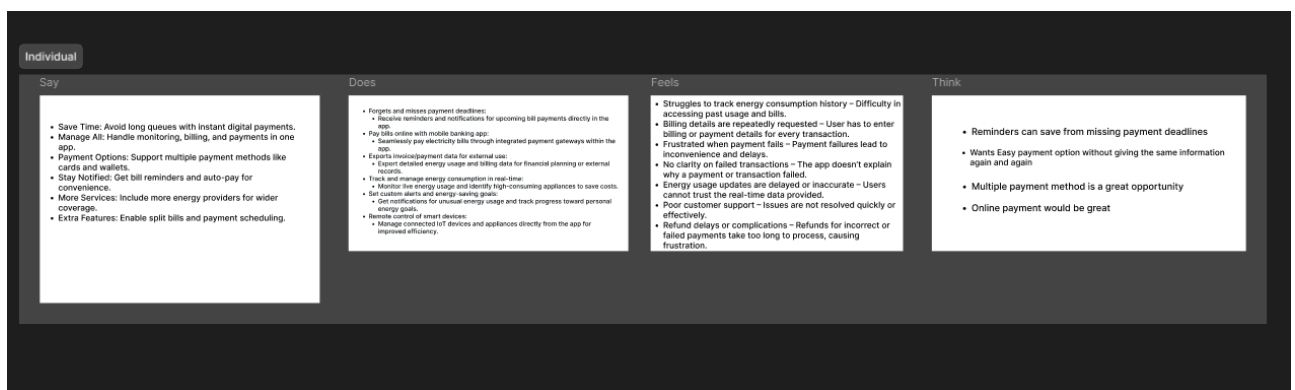 Individual
Say
• Save Time: Avoid long queues with instant digital payments.
• Manage All: Handle monitoring, billing, and payments in one
app.
• Payment Options: Support multiple payment methods like
cards and wallets.
• Stay Notified: Get bill reminders and auto-pay for
convenience.
• More Services: Include more energy providers for wider
coverage.
• Extra Features: Enable split bills and payment scheduling.
Does
• Forgets and misses payment deadlines:
• Receive reminders and notifications for upcoming bill payments directly in the
app.
• Pay bills online with mobile banking app:
• Seamlessly pay electricity bills through integrated payment gateways within the
app.
• Exports invoice/payment data for external use:
• Export detailed energy usage and billing data for financial planning or external
records.
• Track and manage energy consumption in real-time:
• Monitor live energy usage and identify high-consuming appliances to save costs.
• Set custom alerts and energy-saving goals:
• Get notifications for unusual energy usage and track progress toward personal
energy goals.
• Remote control of smart devices:
• Manage connected IoT devices and appliances directly from the app for
improved efficiency.
Feels
• Struggles to track energy consumption history – Difficulty in
accessing past usage and bills.
• Billing details are repeatedly requested – User has to enter
billing or payment details for every transaction.
• Frustrated when payment fails – Payment failures lead to
inconvenience and delays.
• No clarity on failed transactions – The app doesn't explain
why a payment or transaction failed.
• Energy usage updates are delayed or inaccurate – Users
cannot trust the real-time data provided.
• Poor customer support – Issues are not resolved quickly or
effectively.
• Refund delays or complications – Refunds for incorrect or
failed payments take too long to process, causing
frustration.
Think
• Reminders can save from missing payment deadlines
• Wants Easy payment option without giving the same information
again and again
• Multiple payment method is a great opportunity
• Online payment would be great